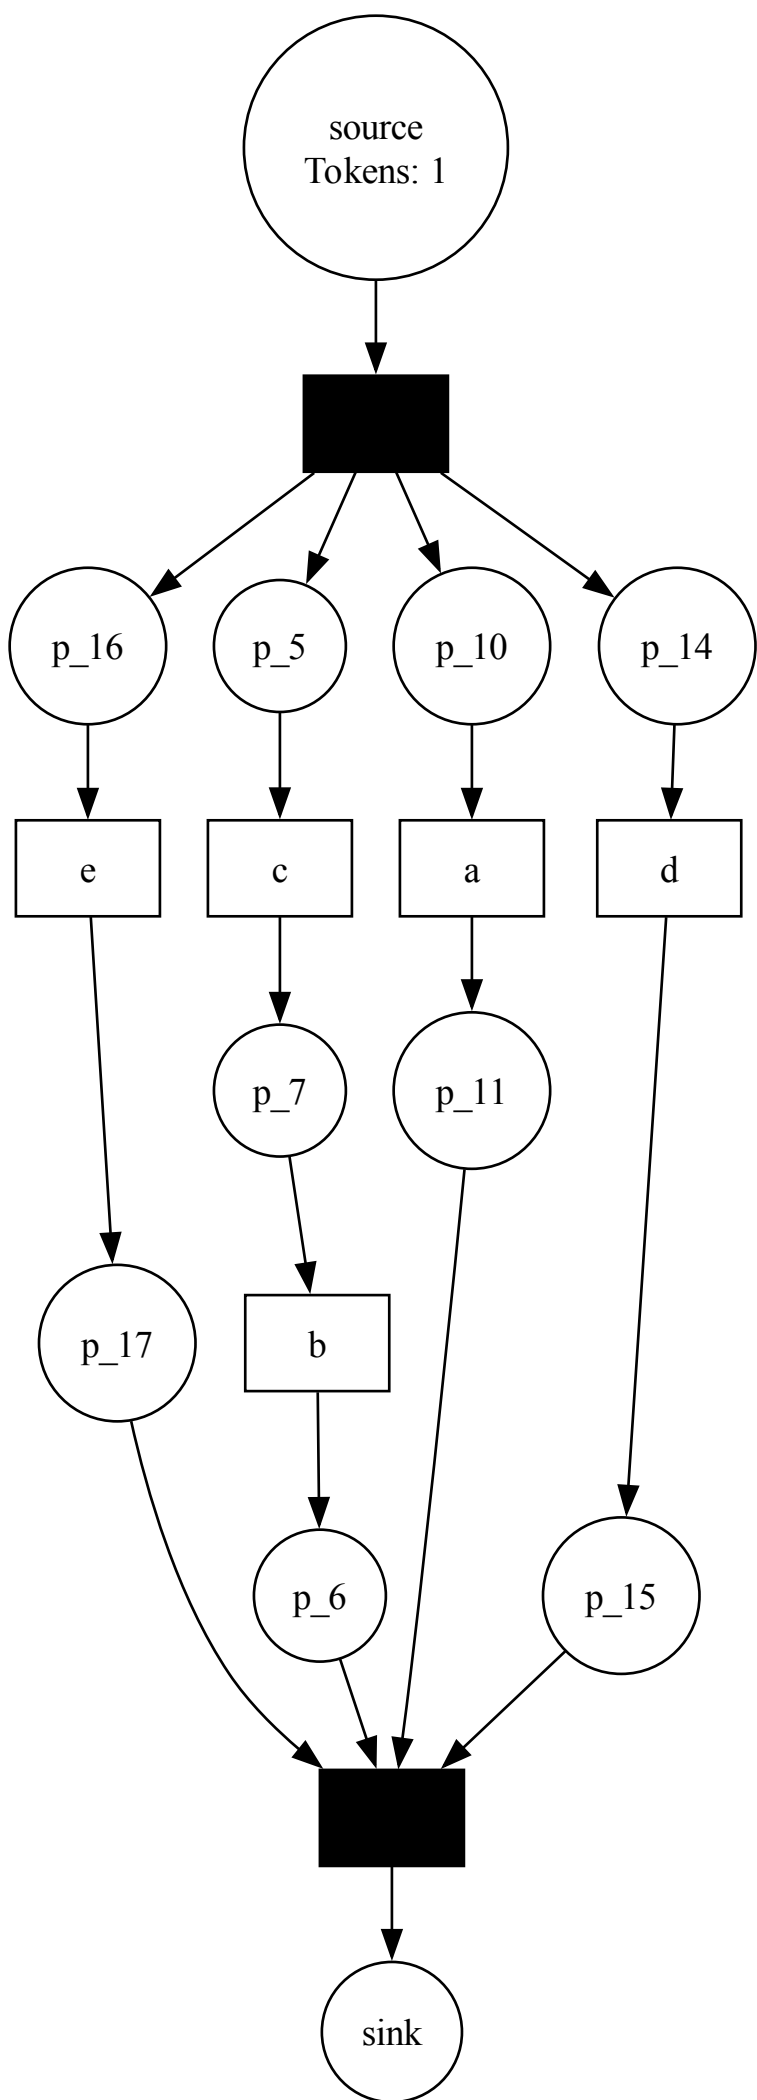 source
Tokens: 1
p_16
p_5
p_10
p_14
e
c
a
d
p_7
p_11
p_17
b
p_6
p_15
sink